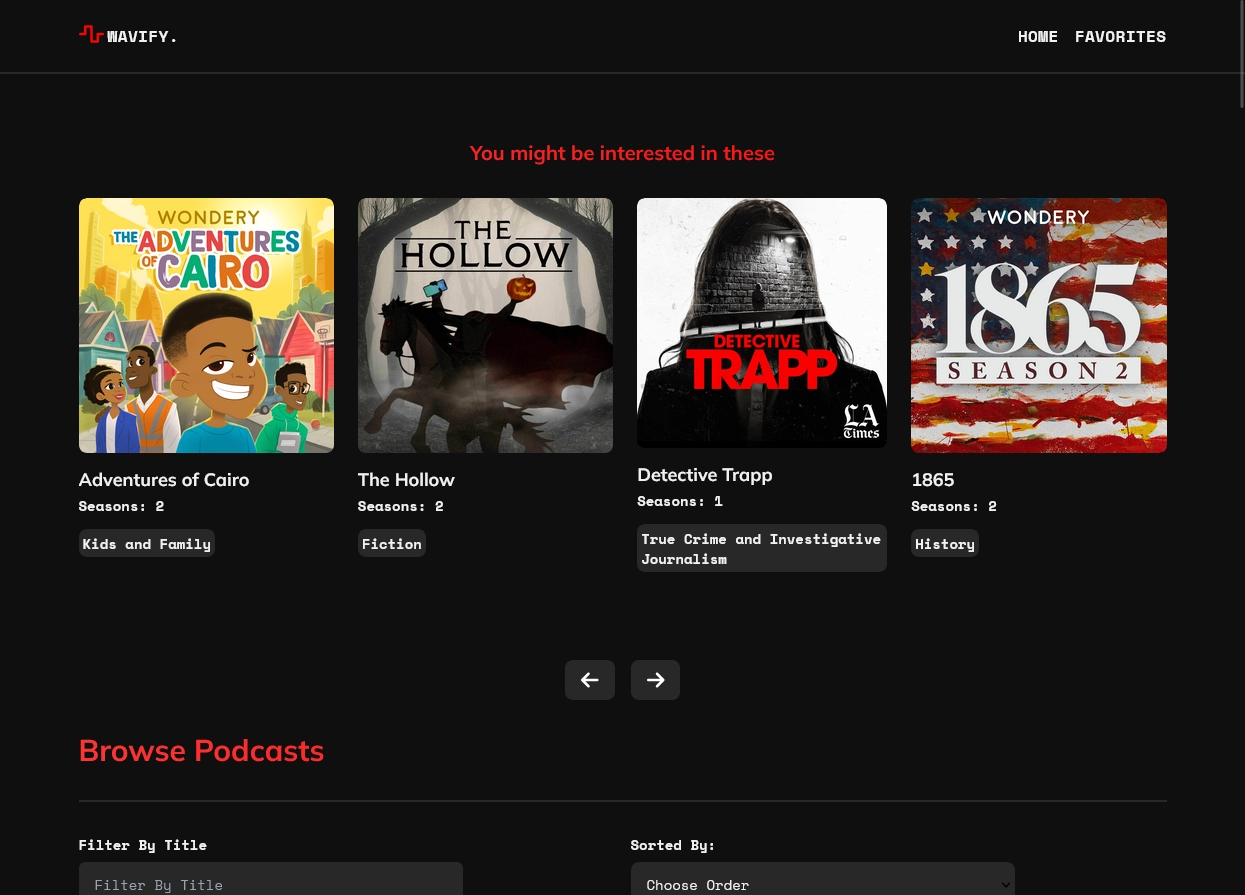 WAVIFY.
HOME FAVORITES
You might be interested in these
WONDERY
THE ADVENTURES
OF CAIRO
THE
HOLLOW
DETECTIVE
TRAPP
LA
Times
WONDERY
1865
SEASON 2
Adventures of Cairo
Seasons: 2
Kids and Family
The Hollow
Seasons: 2
Fiction
Detective Trapp
Seasons: 1
True Crime and Investigative
Journalism
1865
Seasons: 2
History
Browse Podcasts
Filter By Title
Filter By Title
Sorted By:
Choose Order